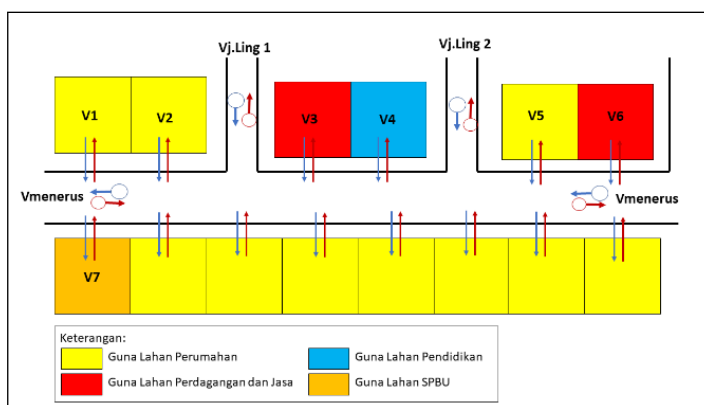 Vj.Ling 1
Vj.Ling 2
V1
V2
V3
V4
V5
V6
Vmenerus
Vmenerus
V7
Keterangan:
Guna Lahan Perumahan
Guna Lahan Pendidikan
Guna Lahan Perdagangan dan Jasa
Guna Lahan SPBU